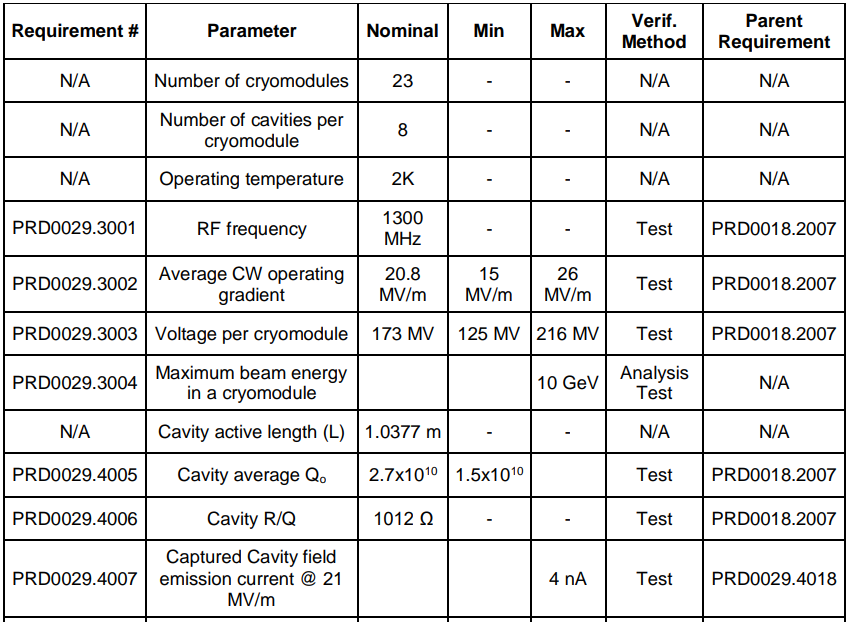 Requirement # Parameter Nominal Min Max Verif. Method Parent Requirement
N/A Number of cryomodules 23 - - N/A N/A
N/A Number of cavities per cryomodule 8 - - N/A N/A
N/A Operating temperature 2K - - N/A N/A
PRD0029.3001 RF frequency 1300 MHz - - Test PRD0018.2007
PRD0029.3002 Average CW operating gradient 20.8 MV/m 15 MV/m 26 MV/m Test PRD0018.2007
PRD0029.3003 Voltage per cryomodule 173 MV 125 MV 216 MV Test PRD0018.2007
PRD0029.3004 Maximum beam energy in a cryomodule 10 GeV Analysis Test N/A
N/A Cavity active length (L) 1.0377 m - - N/A N/A
PRD0029.4005 Cavity average Qₒ 2.7x10¹⁰ 1.5x10¹⁰ Test PRD0018.2007
PRD0029.4006 Cavity R/Q 1012 Ω - - Test PRD0018.2007
PRD0029.4007 Captured Cavity field emission current @ 21 MV/m 4 nA Test PRD0029.4018